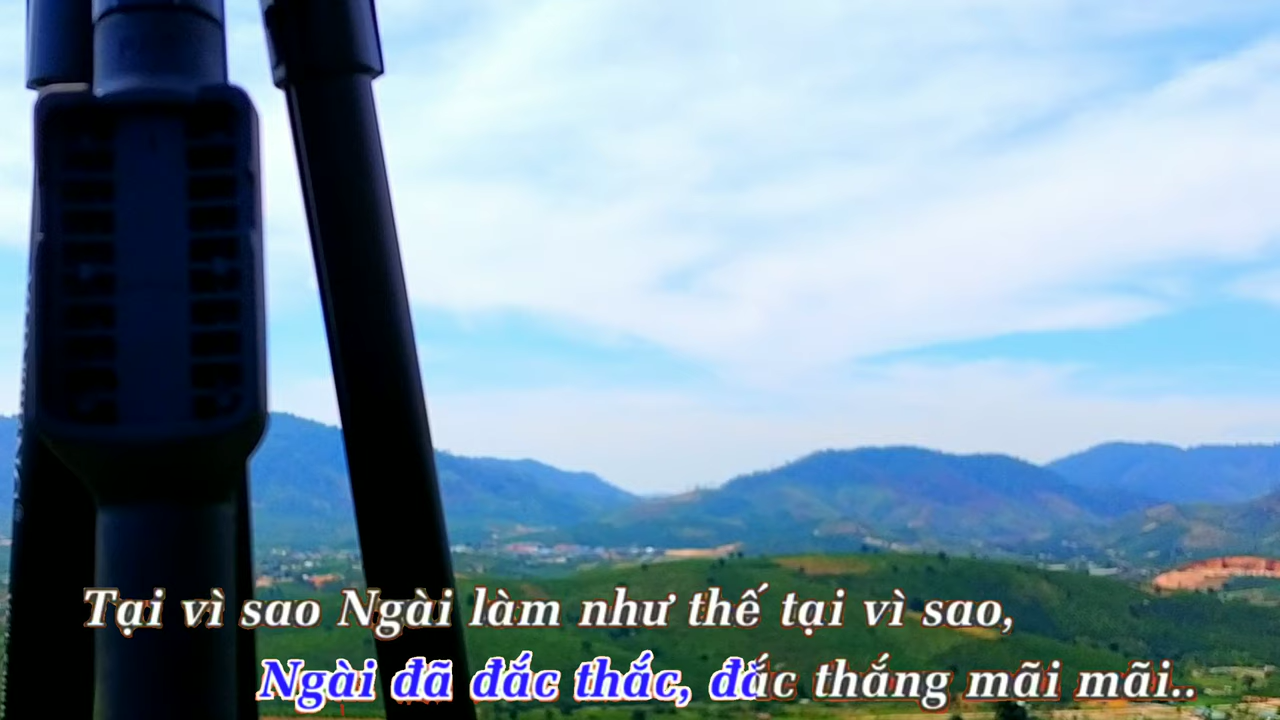 Tại vì sao Ngài làm như thế tại vì sao,
Ngài đã đắc thắc, đắc thắng mãi mãi..